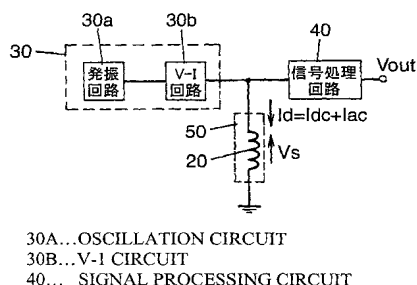 30a
30b
40
30
発振
回路
V-I
回路
信号処理
回路
Vout
50
20
Id=Idc+Iac
Vs
30A...OSCILLATION CIRCUIT
30B...V-1 CIRCUIT
40... SIGNAL PROCESSING CIRCUIT